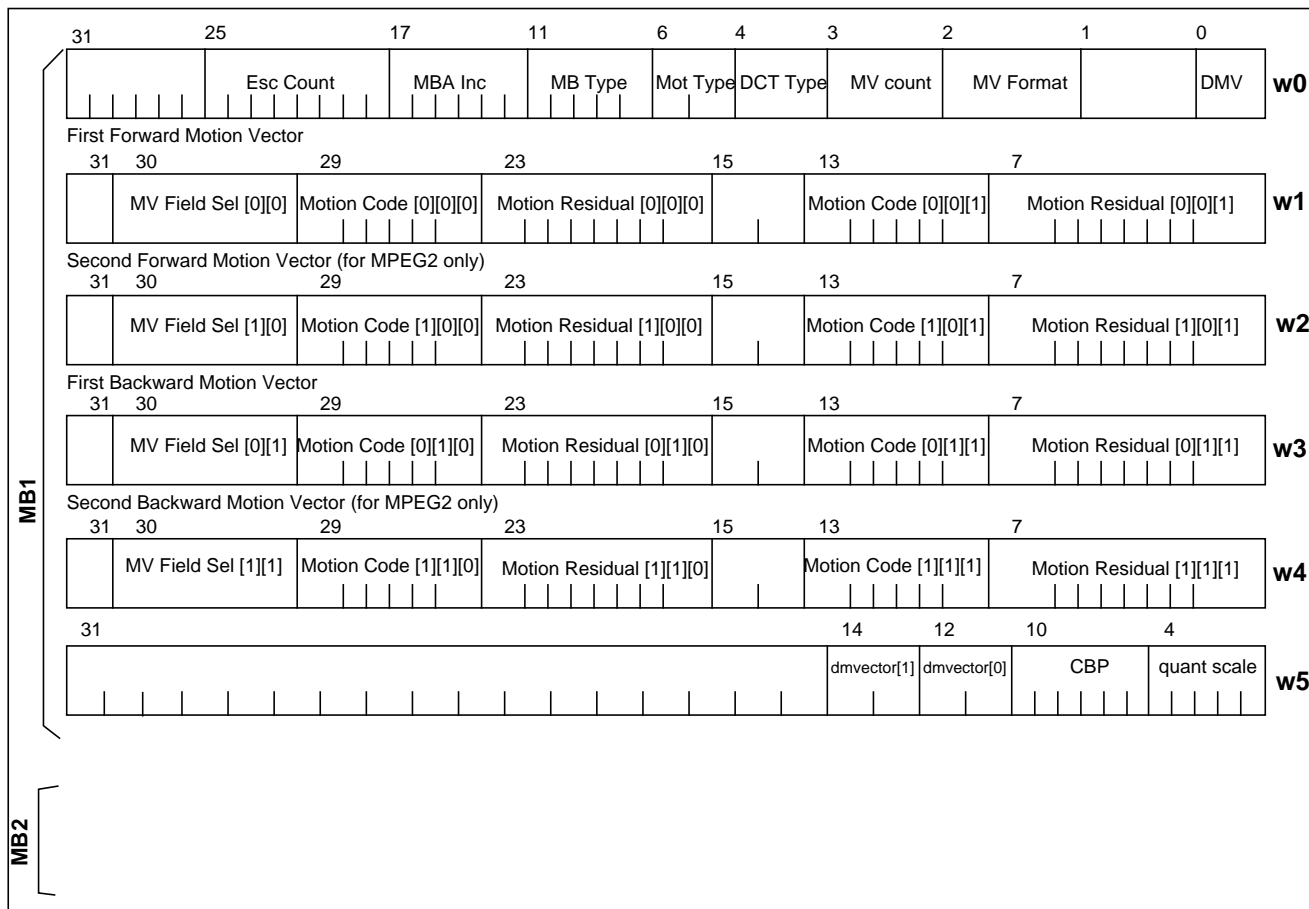 31 25 17 11 6 4 3 2 1 0
Esc Count MBA Inc MB Type Mot Type DCT Type MV count MV Format DMV w0
First Forward Motion Vector
31 30 29 23 15 13 7
MV Field Sel [0][0] Motion Code [0][0][0] Motion Residual [0][0][0] Motion Code [0][0][1] Motion Residual [0][0][1] w1
Second Forward Motion Vector (for MPEG2 only)
31 30 29 23 15 13 7
MV Field Sel [1][0] Motion Code [1][0][0] Motion Residual [1][0][0] Motion Code [1][0][1] Motion Residual [1][0][1] w2
First Backward Motion Vector
31 30 29 23 15 13 7
MV Field Sel [0][1] Motion Code [0][1][0] Motion Residual [0][1][0] Motion Code [0][1][1] Motion Residual [0][1][1] w3
Second Backward Motion Vector (for MPEG2 only)
31 30 29 23 15 13 7
MV Field Sel [1][1] Motion Code [1][1][0] Motion Residual [1][1][0] Motion Code [1][1][1] Motion Residual [1][1][1] w4
31 14 12 10 4
dmvector[1] dmvector[0] CBP quant scale w5
MB1
MB2